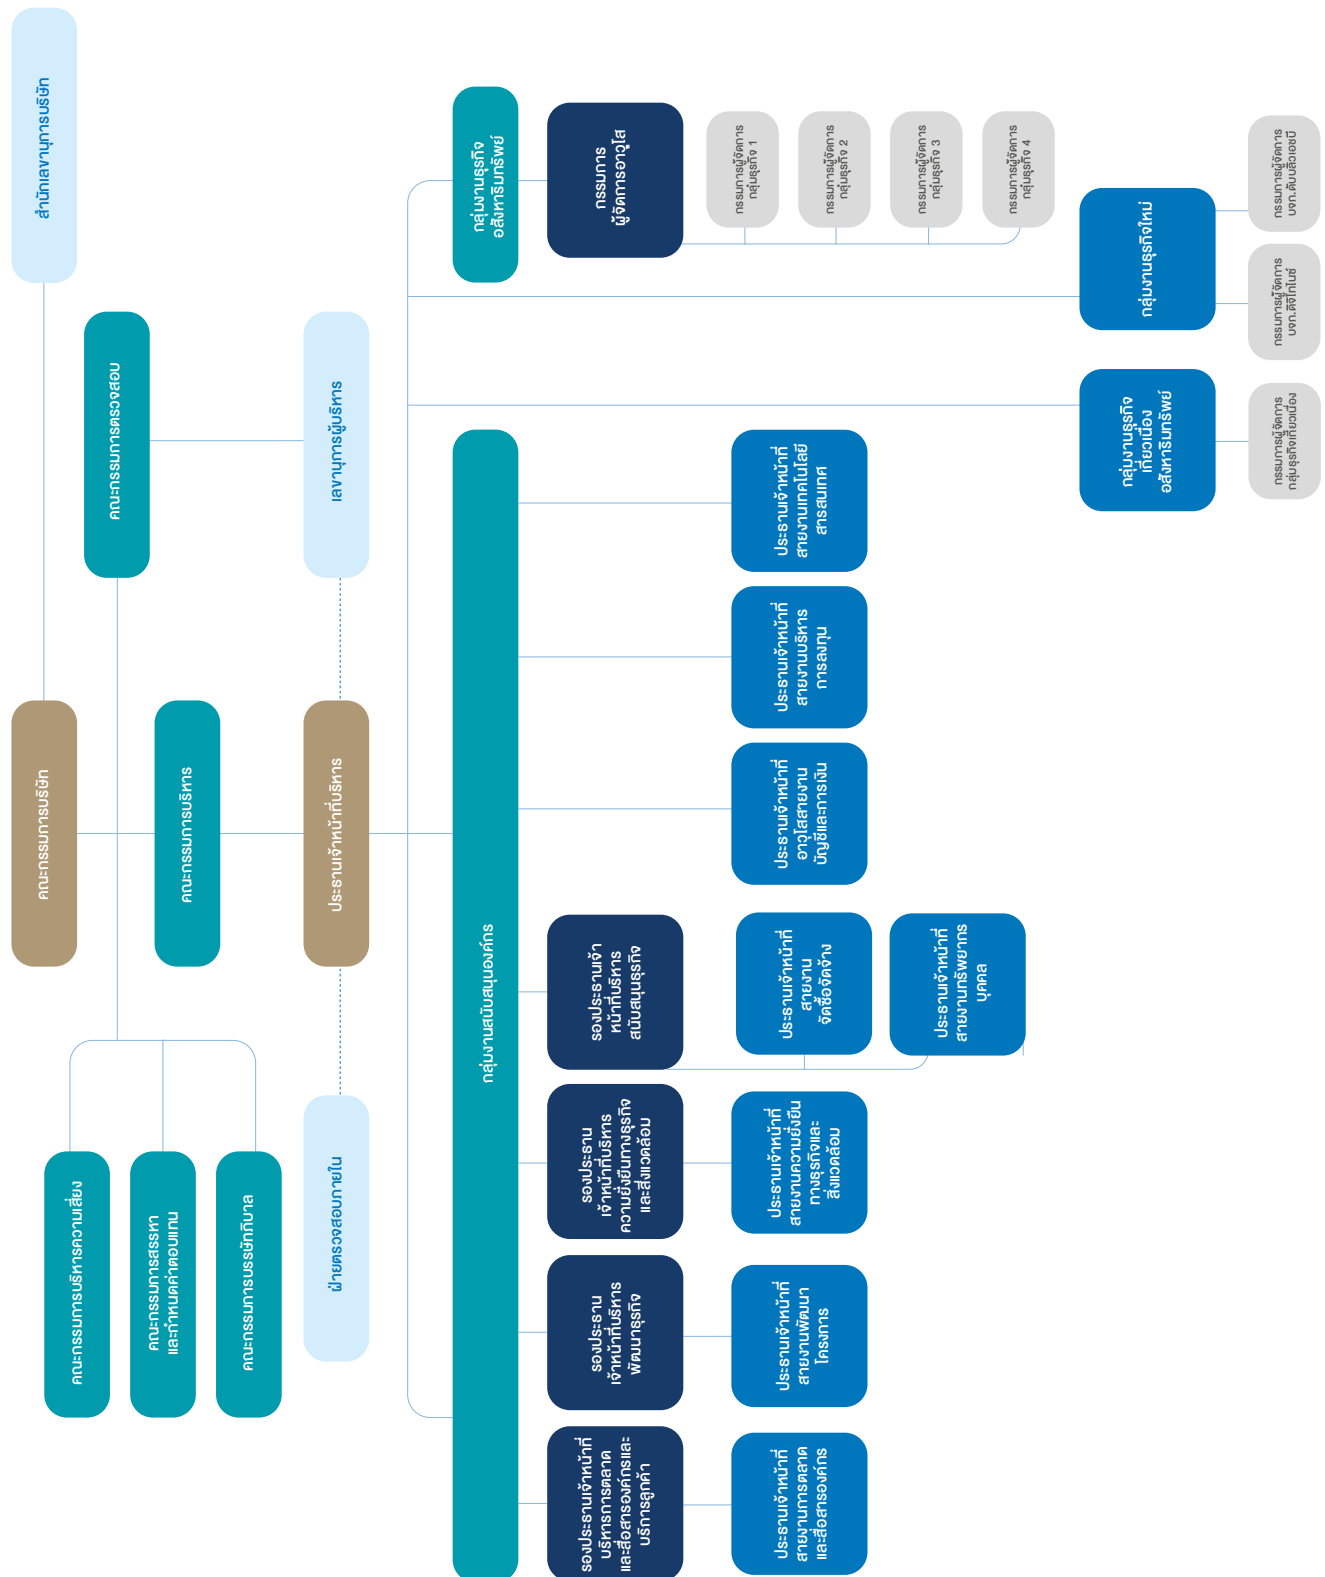 คณะกรรมการบริษัท
สำนักเลขานุการบริษัท
คณะกรรมการบริหารความเสี่ยง
คณะกรรมการสรรหา
และกำหนดค่าตอบแทน
คณะกรรมการบรรษัทภิบาล
คณะกรรมการตรวจสอบ
คณะกรรมการบริหาร
ฝ่ายตรวจสอบภายใน
ประธานเจ้าหน้าที่บริหาร
เลขานุการผู้บริหาร
กลุ่มงานสนับสนุนองค์กร
กลุ่มงานธุรกิจ
อสังหาริมทรัพย์
รองประธานเจ้าหน้าที่
บริหารการตลาด
และสื่อสารองค์กรและ
บริการลูกค้า
รองประธาน
เจ้าหน้าที่บริหาร
พัฒนาธุรกิจ
รองประธาน
เจ้าหน้าที่บริหาร
ความยั่งยืนทางธุรกิจ
และสิ่งแวดล้อม
รองประธานเจ้า
หน้าที่บริหาร
สนับสนุนธุรกิจ
กรรมการ
ผู้จัดการอาวุโส
ประธานเจ้าหน้าที่
สายงานการตลาด
และสื่อสารองค์กร
ประธานเจ้าหน้าที่
สายงานพัฒนา
โครงการ
ประธานเจ้าหน้าที่
สายงานความยั่งยืน
ทางธุรกิจและ
สิ่งแวดล้อม
ประธานเจ้าหน้าที่
สายงาน
จัดซื้อจัดจ้าง
ประธานเจ้าหน้าที่
สายงานทรัพยากร
บุคคล
ประธานเจ้าหน้าที่
อาวุโสสายงาน
บัญชีและการเงิน
ประธานเจ้าหน้าที่
สายงานบริหาร
การลงทุน
ประธานเจ้าหน้าที่
สายงานเทคโนโลยี
สารสนเทศ
กรรมการผู้จัดการ
กลุ่มธุรกิจ 1
กรรมการผู้จัดการ
กลุ่มธุรกิจ 2
กรรมการผู้จัดการ
กลุ่มธุรกิจ 3
กรรมการผู้จัดการ
กลุ่มธุรกิจ 4
กลุ่มงานธุรกิจ
เกี่ยวเนื่อง
อสังหาริมทรัพย์
กลุ่มงานธุรกิจใหม่
กรรมการผู้จัดการ
กลุ่มธุรกิจเกี่ยวเนื่อง
กรรมการผู้จัดการ
บจก.ดิจิโทไนซ์
กรรมการผู้จัดการ
บจก.ดับบลิวเอชบี